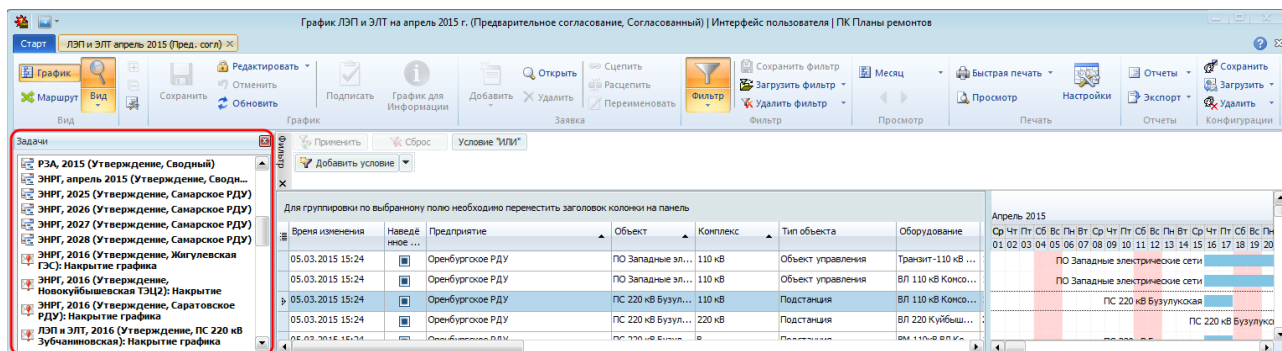 График ЛЭП и ЭЛТ на апрель 2015 г. (Предварительное согласование, Согласованный) | Интерфейс пользователя | ПК Планы ремонтов
Старт ЛЭП и ЭЛТ апрель 2015 (Пред. согл)
График
Маршрут
Вид
Вид
Сохранить
Редактировать
Отменить
Обновить
Подписать
График для
Информации
График
Добавить
Открыть
Удалить
Сцепить
Расцепить
Переименовать
Заявка
Фильтр
Сохранить фильтр
Загрузить фильтр
Удалить фильтр
Фильтр
Месяц
Просмотр
Быстрая печать
Просмотр
Настройки
Печать
Отчеты
Экспорт
Отчеты
Сохранить
Загрузить
Удалить
Конфигурации
Задачи
РЗА, 2015 (Утверждение, Сводный)
ЭНРГ, апрель 2015 (Утверждение, Сводн...
ЭНРГ, 2025 (Утверждение, Самарское РДУ)
ЭНРГ, 2026 (Утверждение, Самарское РДУ)
ЭНРГ, 2027 (Утверждение, Самарское РДУ)
ЭНРГ, 2028 (Утверждение, Самарское РДУ)
ЭНРГ, 2016 (Утверждение, Жигулевская
ГЭС): Накрытие графика
ЭНРГ, 2016 (Утверждение,
Новокуйбышевская ТЭЦ(2): Накрытие
ЭНРГ, 2016 (Утверждение, Саратовское
РДУ): Накрытие графика
ЛЭП и ЭЛТ, 2016 (Утверждение, ПС 220 кВ
Зубчаниновская): Накрытие графика
Фильтр
Применить Сброс Условие "ИЛИ"
Добавить условие
Для группировки по выбранному полю необходимо переместить заголовок колонки на панель
Время изменения Наведё нное ... Предприятие Объект Комплекс Тип объекта Оборудование
05.03.2015 15:24 Оренбургское РДУ ПО Западные эл... 110 кВ Объект управления Транзит-110 кВ ...
05.03.2015 15:24 Оренбургское РДУ ПО Западные эл... 110 кВ Объект управления ВЛ 110 кВ Консо...
05.03.2015 15:24 Оренбургское РДУ ПС 220 кВ Бузул... 110 кВ Подстанция ВЛ 110 кВ Консо...
05.03.2015 15:24 Оренбургское РДУ ПС 220 кВ Бузул... 220 кВ Подстанция ВЛ 220 Куйбыш...
05.03.2015 15:24 Оренбургское РДУ
Апрель 2015
Ср Чт Пт Сб Вс Пн Вт Ср Чт Пт Сб Вс Пн Вт Ср Чт Пт Сб Вс Пн
01 02 03 04 05 06 07 08 09 10 11 12 13 14 15 16 17 18 19 20
ПО Западные электрические сети
ПО Западные электрические сети
ПС 220 кВ Бузулукская
ПС 220 кВ Бузулукс